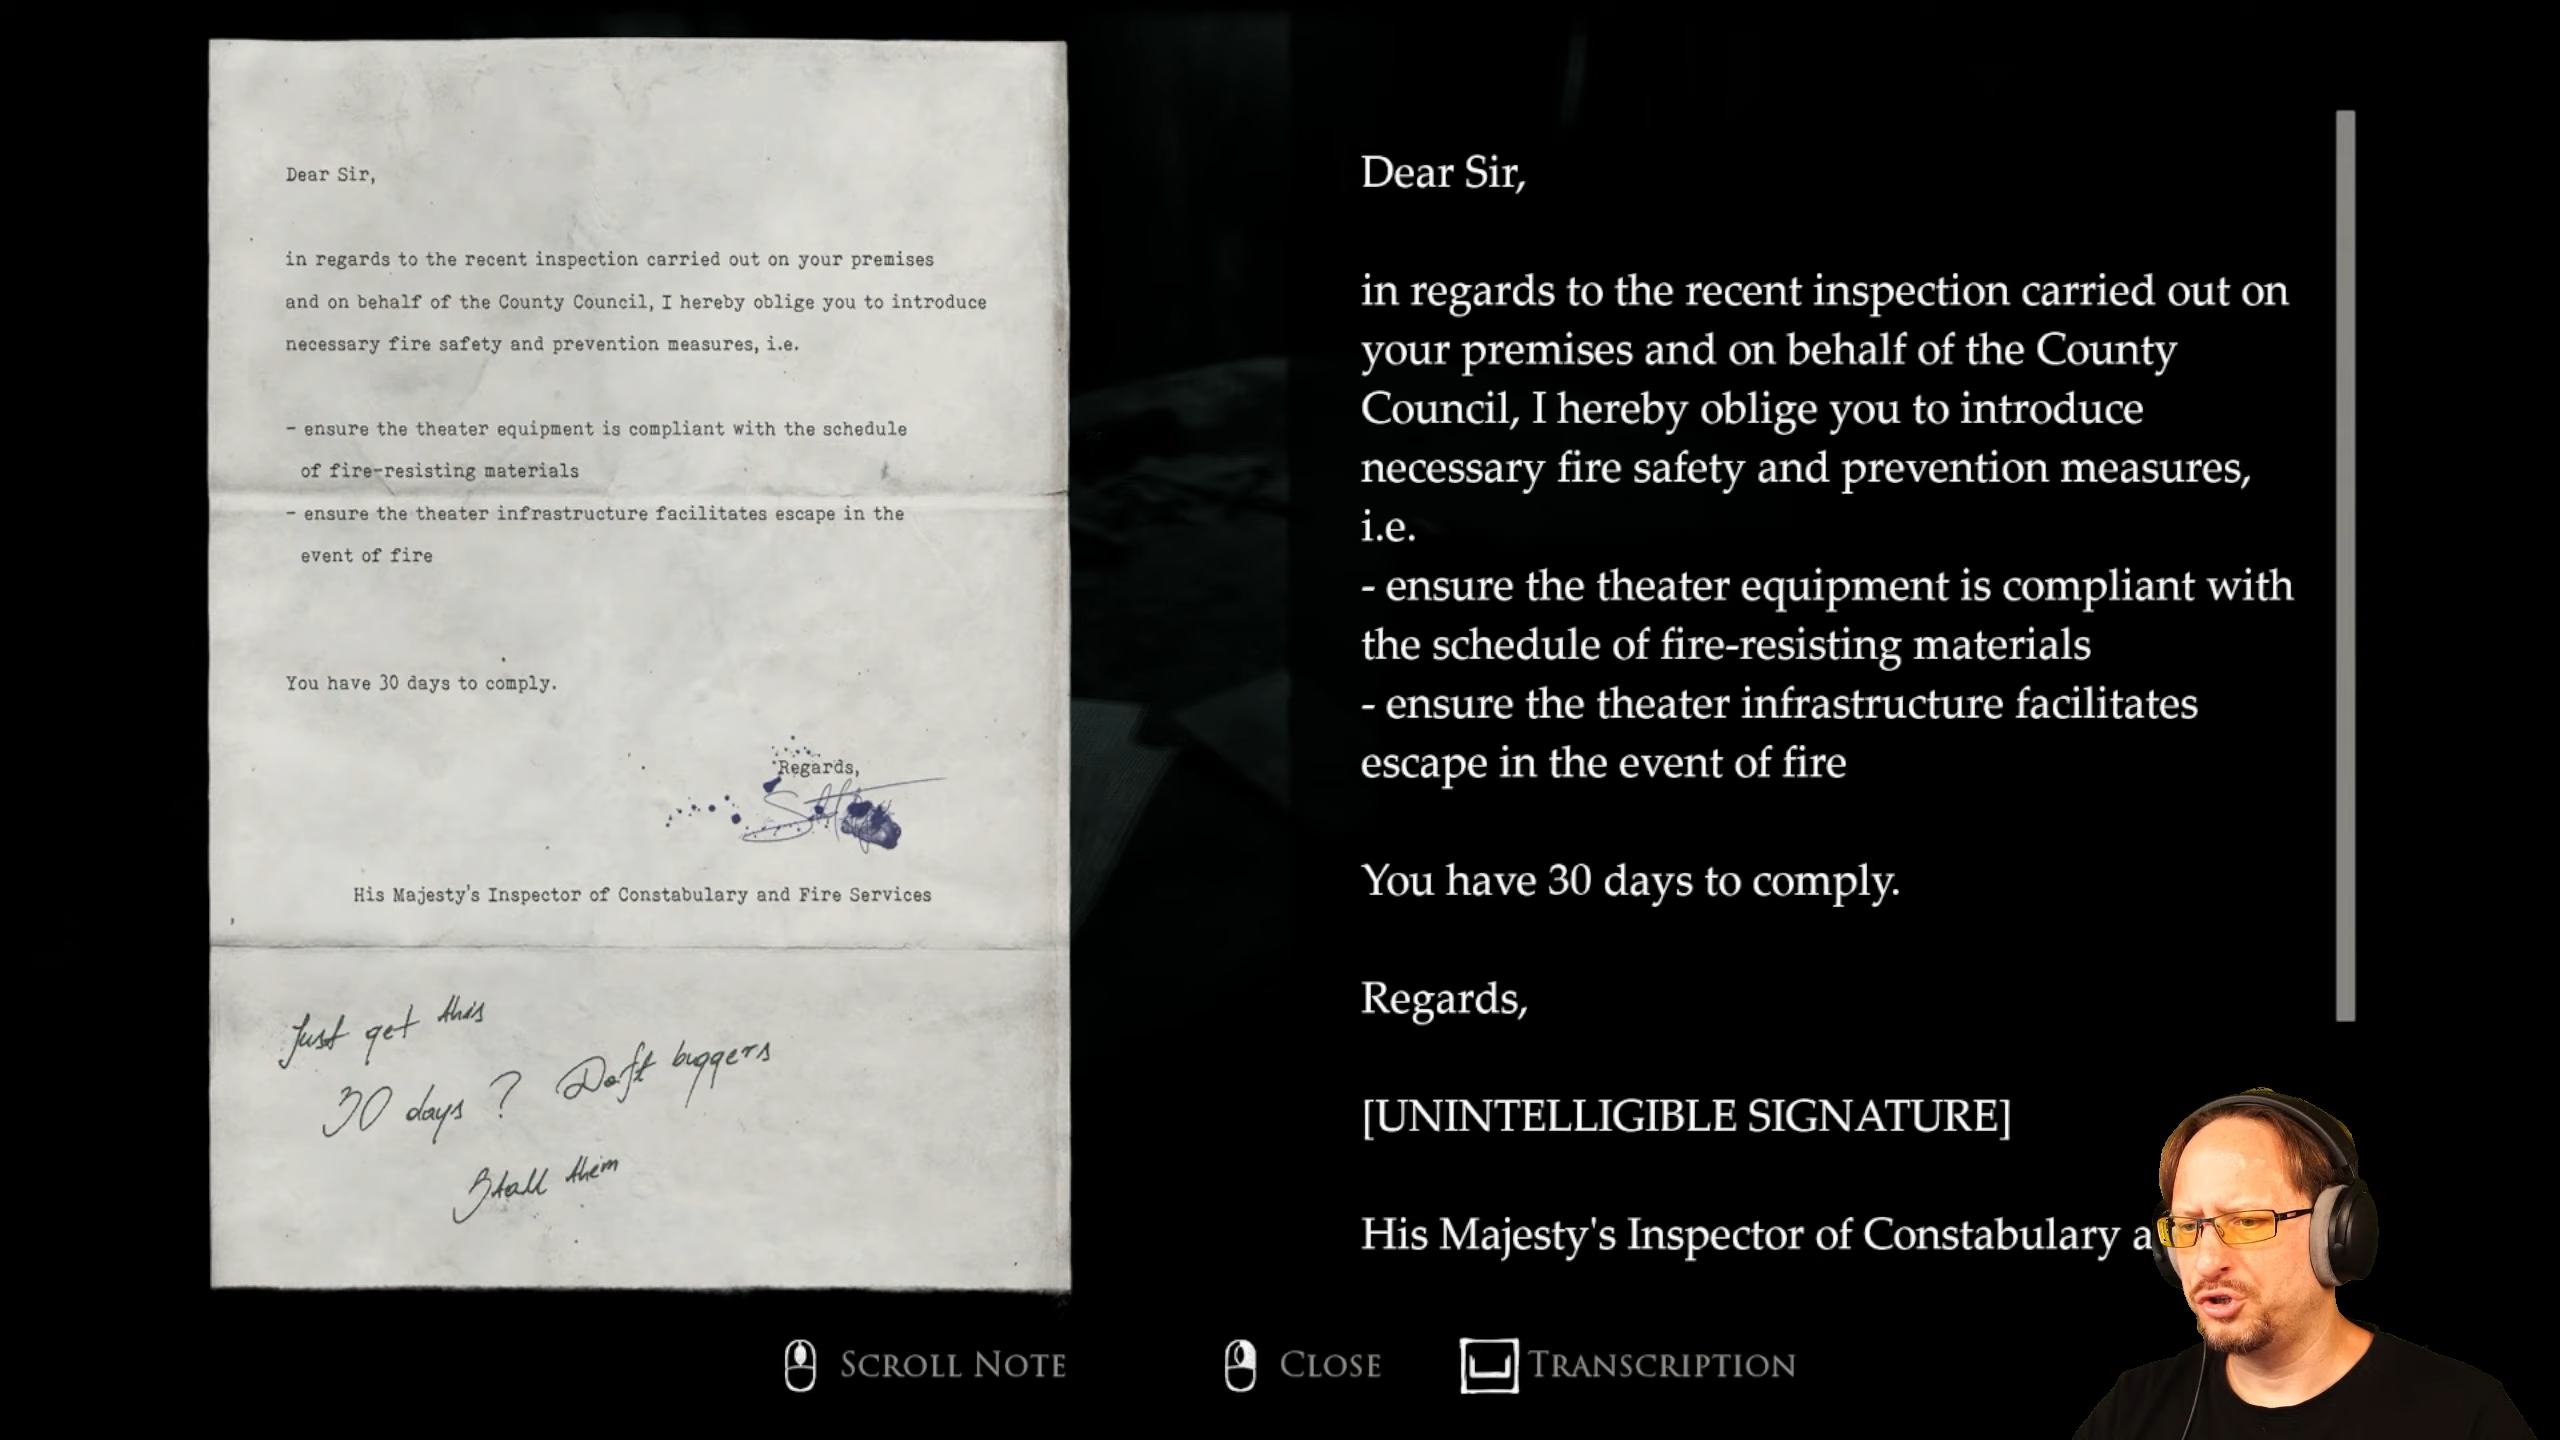 Dear Sir,
in regards to the recent inspection carried out on your premises
and on behalf of the County Council, I hereby oblige you to introduce
necessary fire safety and prevention measures, i.e.
- ensure the theater equipment is compliant with the schedule
of fire-resisting materials
- ensure the theater infrastructure facilitates escape in the
event of fire
You have 30 days to comply.
Regards,
His Majesty's Inspector of Constabulary and Fire Services
Just get this
30 days? Daft buggers
Stall them
Dear Sir,
in regards to the recent inspection carried out on
your premises and on behalf of the County
Council, I hereby oblige you to introduce
necessary fire safety and prevention measures,
i.e.
- ensure the theater equipment is compliant with
the schedule of fire-resisting materials
- ensure the theater infrastructure facilitates
escape in the event of fire
You have 30 days to comply.
Regards,
[UNINTELLIGIBLE SIGNATURE]
His Majesty's Inspector of Constabulary a
SCROLL NOTE
CLOSE
TRANSCRIPTION